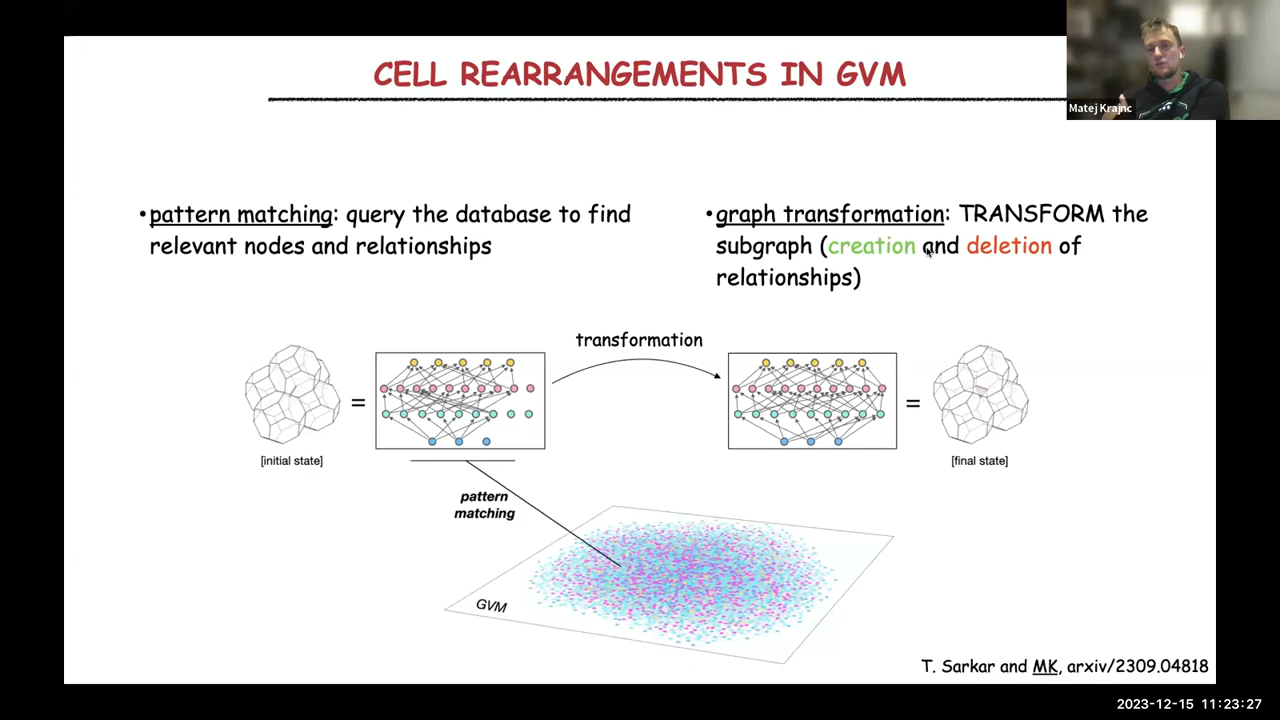 CELL REARRANGEMENTS IN GVM
Matej Krajnc
•pattern matching: query the database to find
relevant nodes and relationships
•graph transformation: TRANSFORM the
subgraph (creation and deletion of
relationships)
transformation
=
=
[initial state]
[final state]
pattern
matching
GVM
T. Sarkar and MK, arxiv/2309.04818
2023-12-15 11:23:27